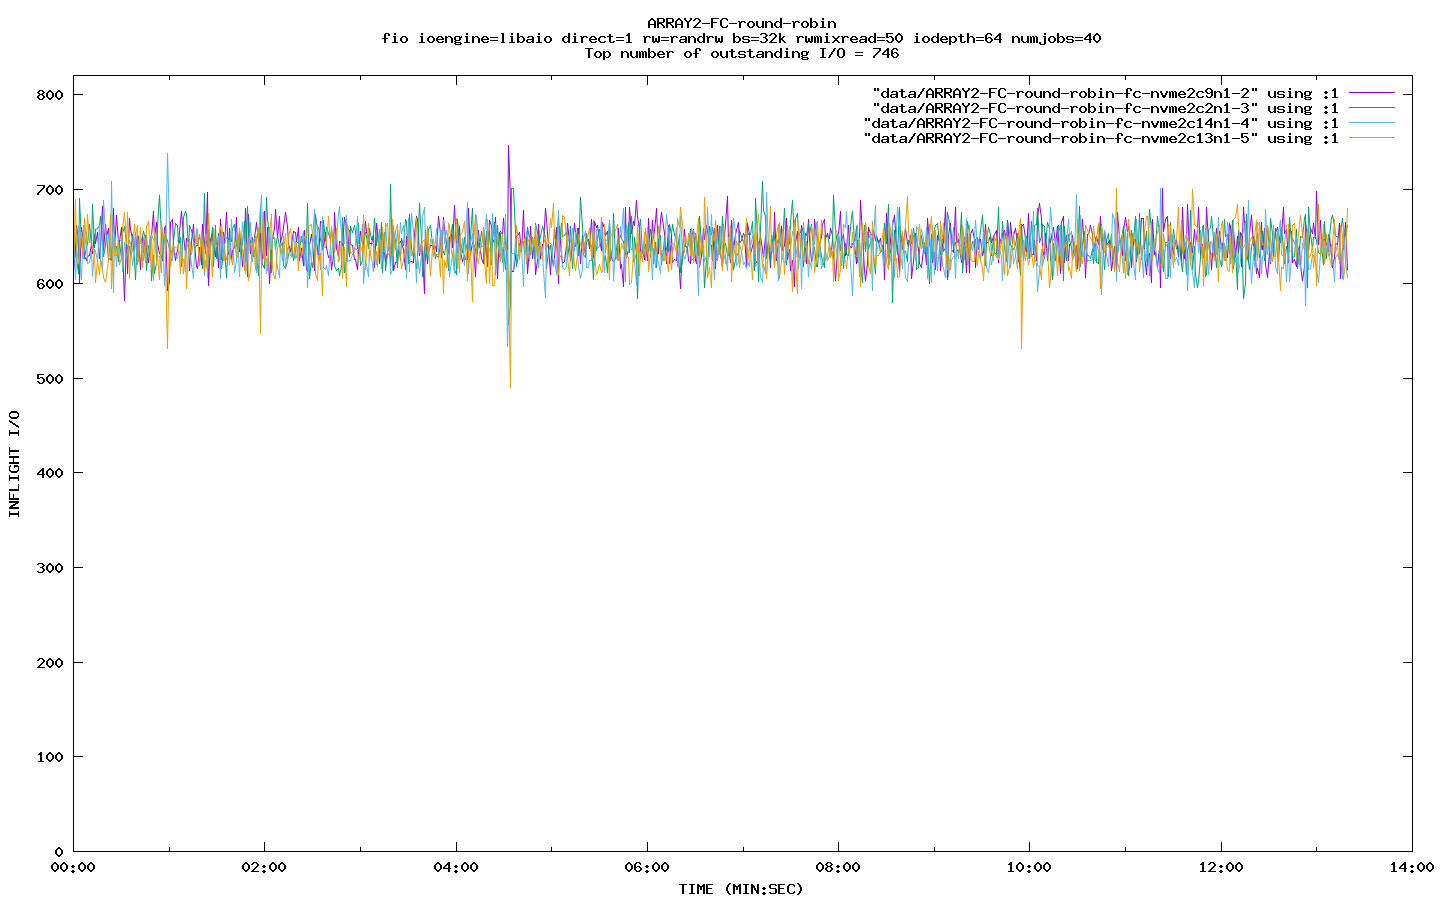 ARRAY2-FC-round-robin
fio ioengine=libaio direct=1 rw=randrw bs=32k rwmixread=50 iodepth=64 numjobs=40
Top number of outstanding I/O = 746
"data/ARRAY2-FC-round-robin-fc-nvme2c9n1-2" using :1
"data/ARRAY2-FC-round-robin-fc-nvme2c2n1-3" using :1
"data/ARRAY2-FC-round-robin-fc-nvme2c14n1-4" using :1
"data/ARRAY2-FC-round-robin-fc-nvme2c13n1-5" using :1
800
700
600
500
400
300
200
100
0
INFLIGHT I/O
00:00 02:00 04:00 06:00 08:00 10:00 12:00 14:00
TIME (MIN:SEC)